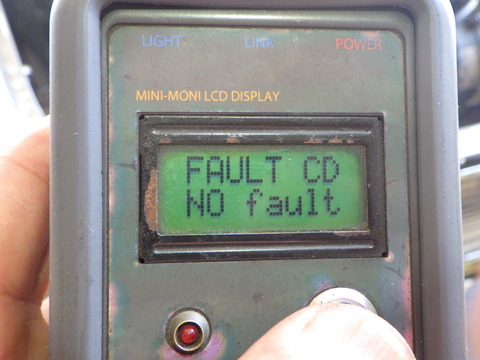 LIGHT LINK POWER
MINI-MONI LCD DISPLAY
FAULT CD
NO fault